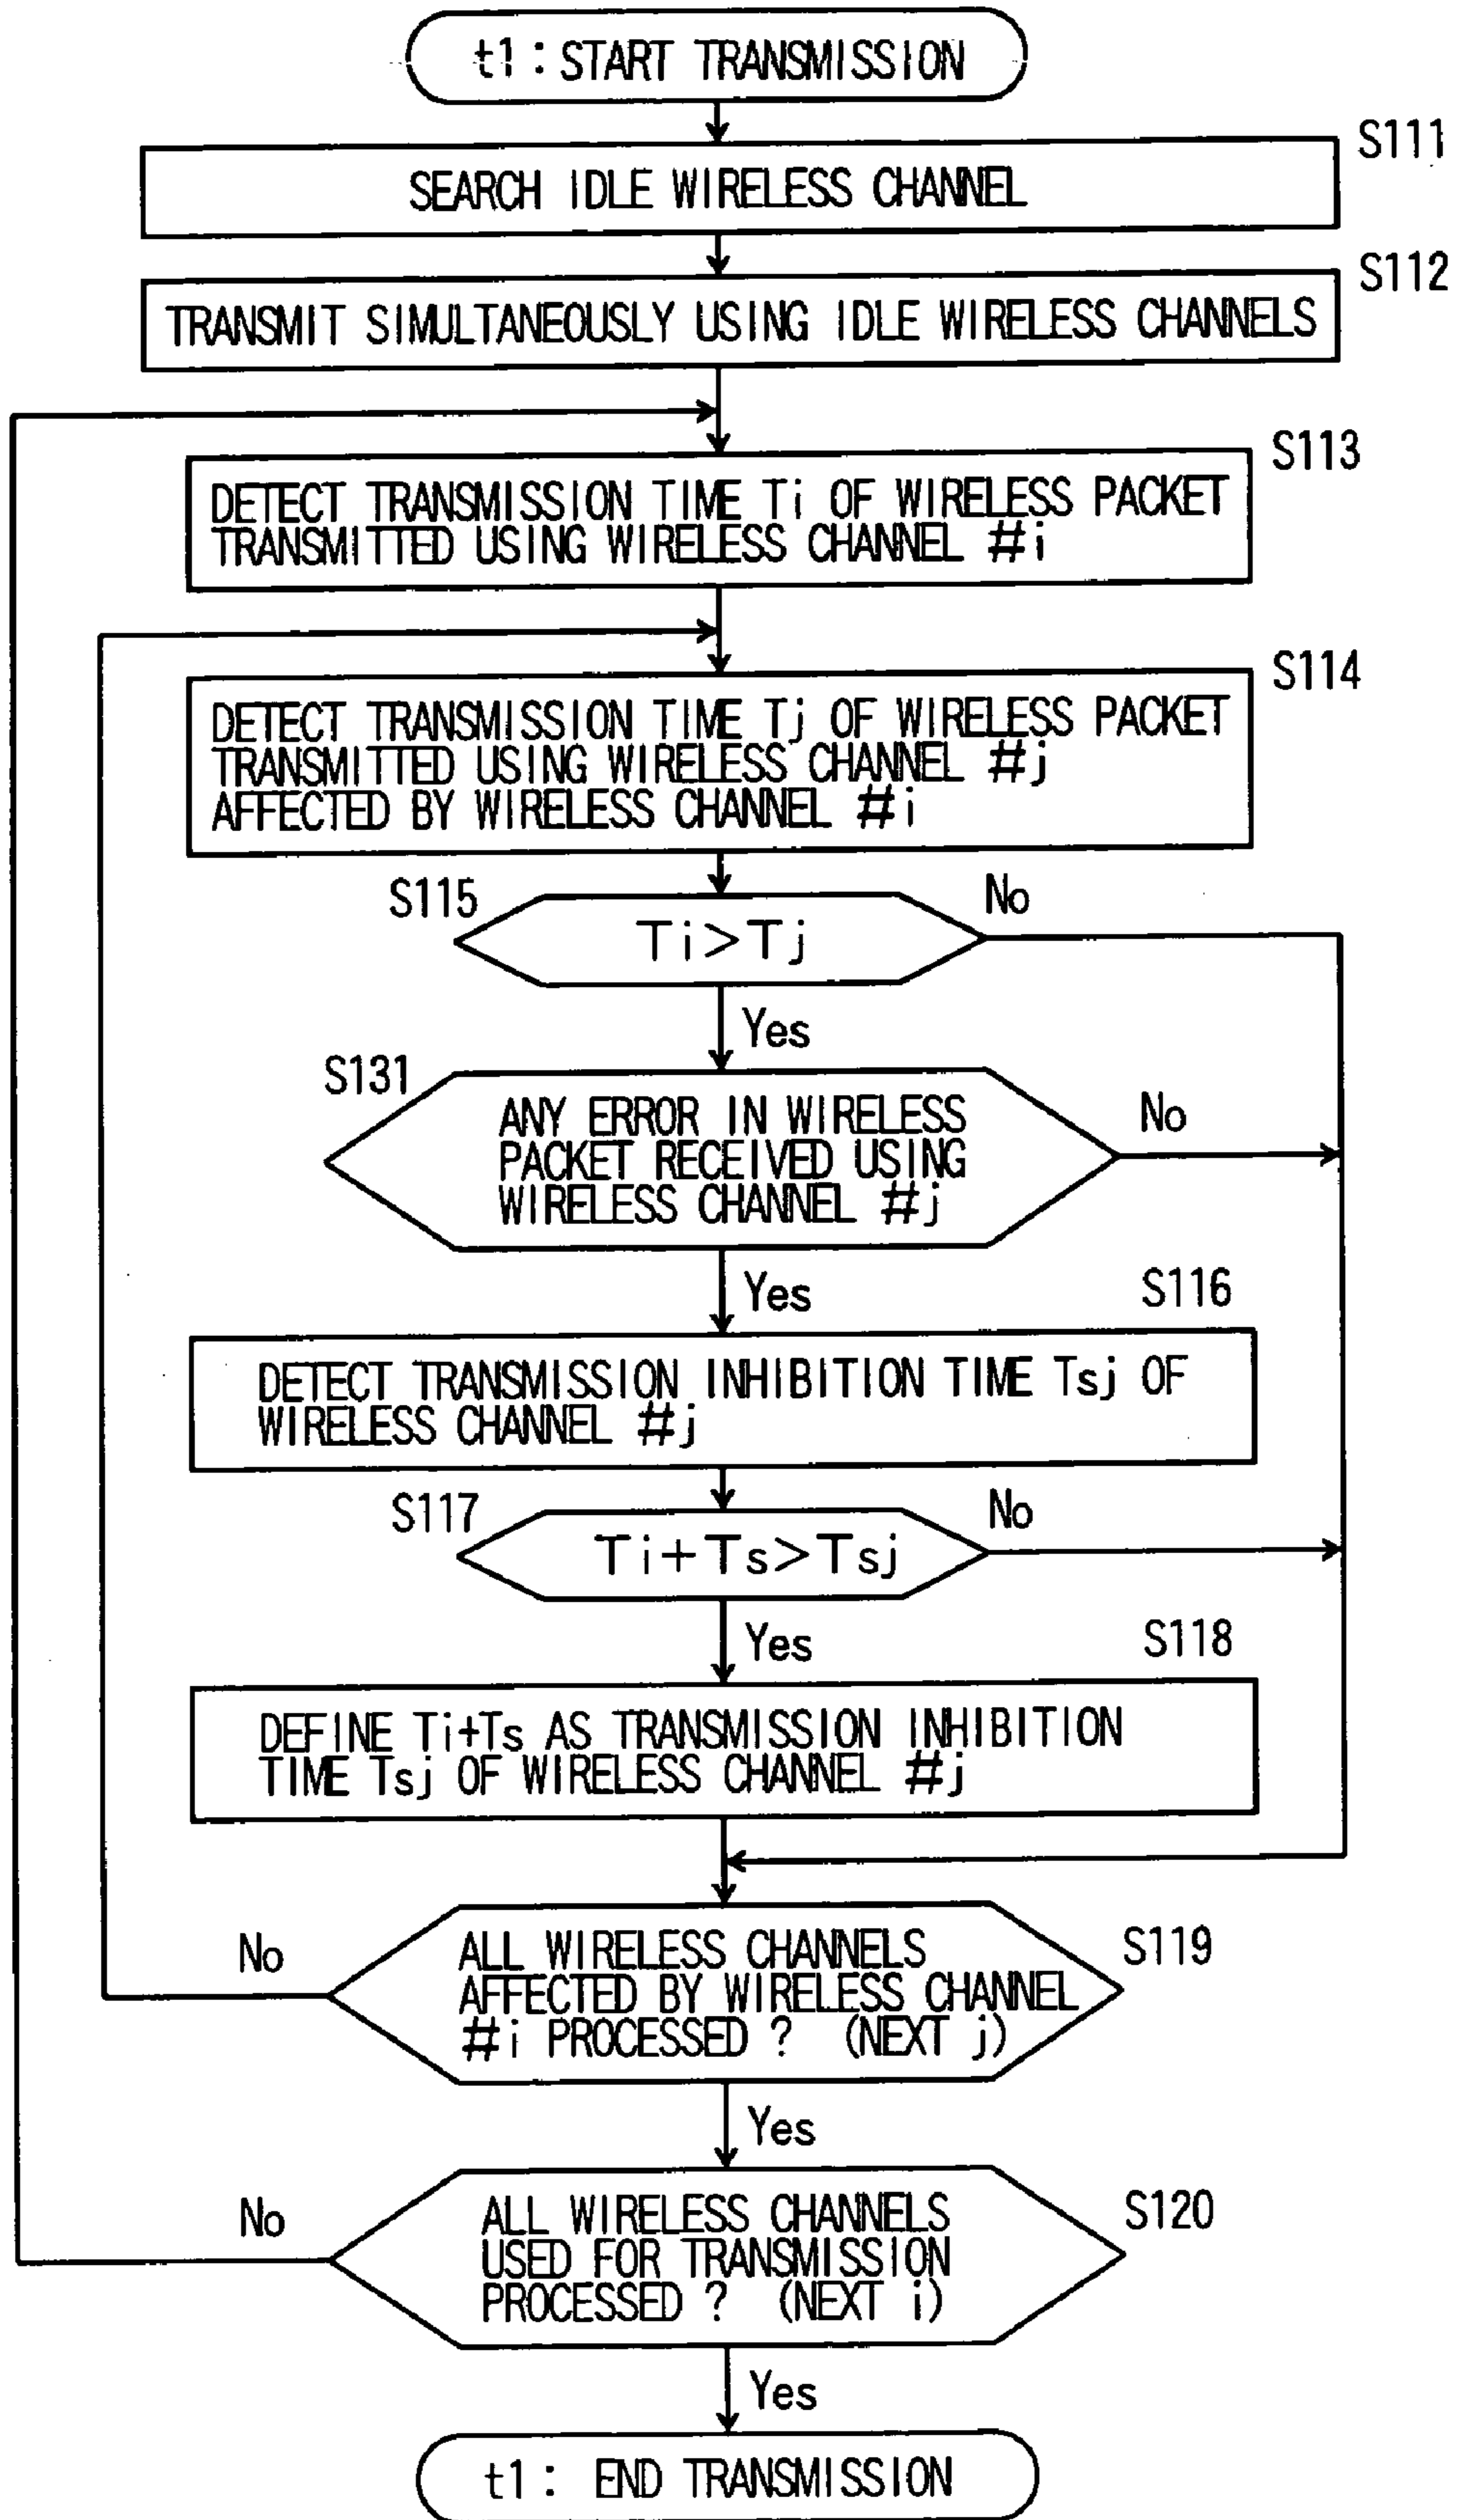 t1 : START TRANSMISSION
S111
SEARCH IDLE WIRELESS CHANNEL
S112
TRANSMIT SIMULTANEOUSLY USING IDLE WIRELESS CHANNELS
S113
DETECT TRANSMISSION TIME Ti OF WIRELESS PACKET
TRANSMITTED USING WIRELESS CHANNEL #i
S114
DETECT TRANSMISSION TIME Tj OF WIRELESS PACKET
TRANSMITTED USING WIRELESS CHANNEL #j
AFFECTED BY WIRELESS CHANNEL #i
S115
No
Ti>Tj
Yes
S131
ANY ERROR IN WIRELESS
PACKET RECEIVED USING
WIRELESS CHANNEL #j
No
Yes
S116
DETECT TRANSMISSION INHIBITION TIME Tsj OF
WIRELESS CHANNEL #j
S117
No
Ti+Ts>Tsj
Yes
S118
DEFINE Ti+Ts AS TRANSMISSION INHIBITION
TIME Tsj OF WIRELESS CHANNEL #j
No
ALL WIRELESS CHANNELS
AFFECTED BY WIRELESS CHANNEL
#i PROCESSED ? (NEXT j)
S119
Yes
No
ALL WIRELESS CHANNELS
USED FOR TRANSMISSION
PROCESSED ? (NEXT i)
S120
Yes
t1 : END TRANSMISSION